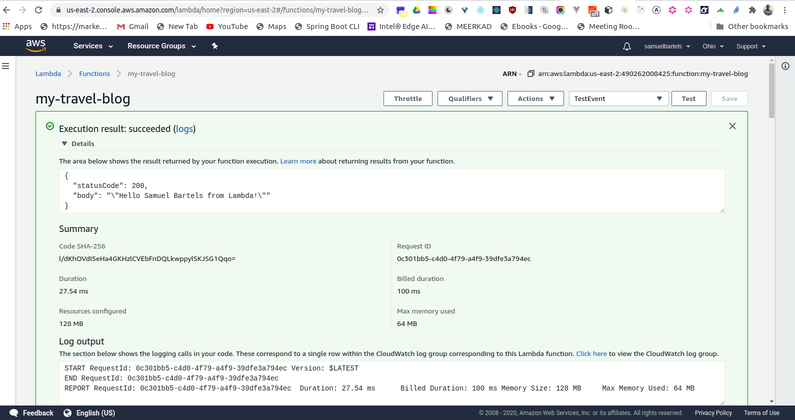 us-east-2.console.aws.amazon.com/lambda/home?region=us-east-2#/functions/my-travel-blog...
Apps https://marke... Gmail New Tab YouTube Maps Spring Boot CLI Intel® Edge AI... MEERKAD Ebooks - Goog... Meeting Roo... Other bookmarks
aws Services Resource Groups samuelbartels Ohio Support
Lambda Functions my-travel-blog ARN - arn:aws:lambda:us-east-2:490262008425:function:my-travel-blog
my-travel-blog Throttle Qualifiers Actions TestEvent Test Save
Execution result: succeeded (logs)
Details
The area below shows the result returned by your function execution. Learn more about returning results from your function.
{
"statusCode": 200,
"body": "\"Hello Samuel Bartels from Lambda!\""
}
Summary
Code SHA-256 Request ID
0c301bb5-c4d0-4f79-a4f9-39dfe3a794ec
Duration Billed duration
27.54 ms 100 ms
Resources configured Max memory used
128 MB 64 MB
Log output
The section below shows the logging calls in your code. These correspond to a single row within the CloudWatch log group corresponding to this Lambda function. Click here to view the CloudWatch log group.
START RequestId: 0c301bb5-c4d0-4f79-a4f9-39dfe3a794ec Version: $LATEST
END RequestId: 0c301bb5-c4d0-4f79-a4f9-39dfe3a794ec
REPORT RequestId: 0c301bb5-c4d0-4f79-a4f9-39dfe3a794ec Duration: 27.54 ms Billed Duration: 100 ms Memory Size: 128 MB Max Memory Used: 64 MB
Feedback English (US) © 2008 - 2020, Amazon Web Services, Inc. or its affiliates. All rights reserved. Privacy Policy Terms of Use